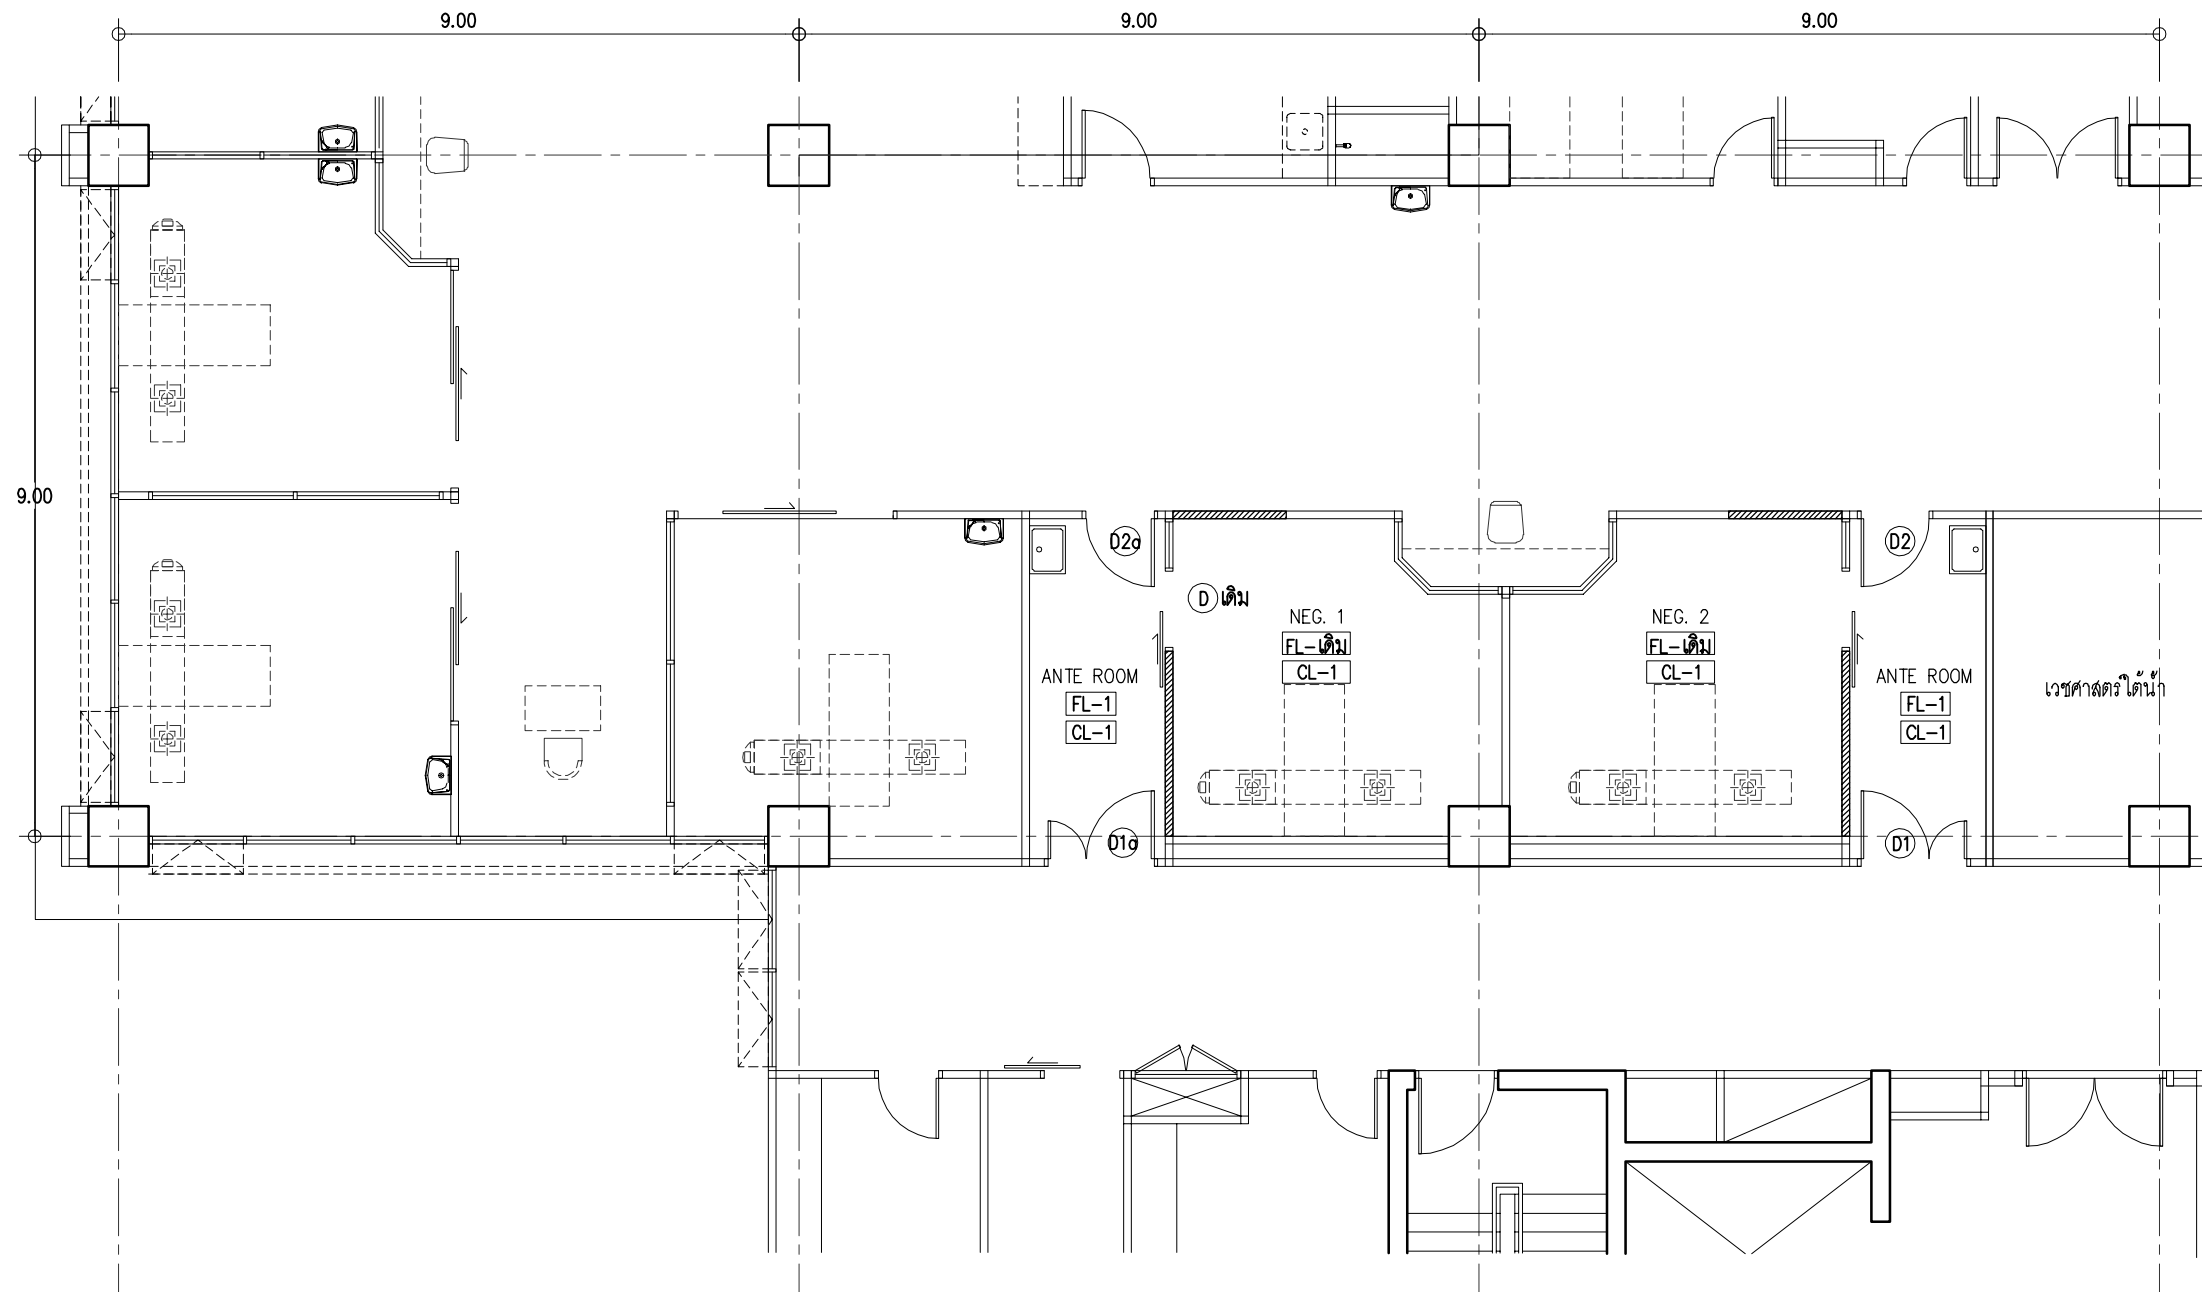 9.00
9.00
9.00
9.00
D2a
D2
D เดิม
NEG. 1
FL-เดิม
CL-1
NEG. 2
FL-เดิม
CL-1
ANTE ROOM
FL-1
CL-1
ANTE ROOM
FL-1
CL-1
เวชศาสตร์ใต้น้ำ
D1a
D1